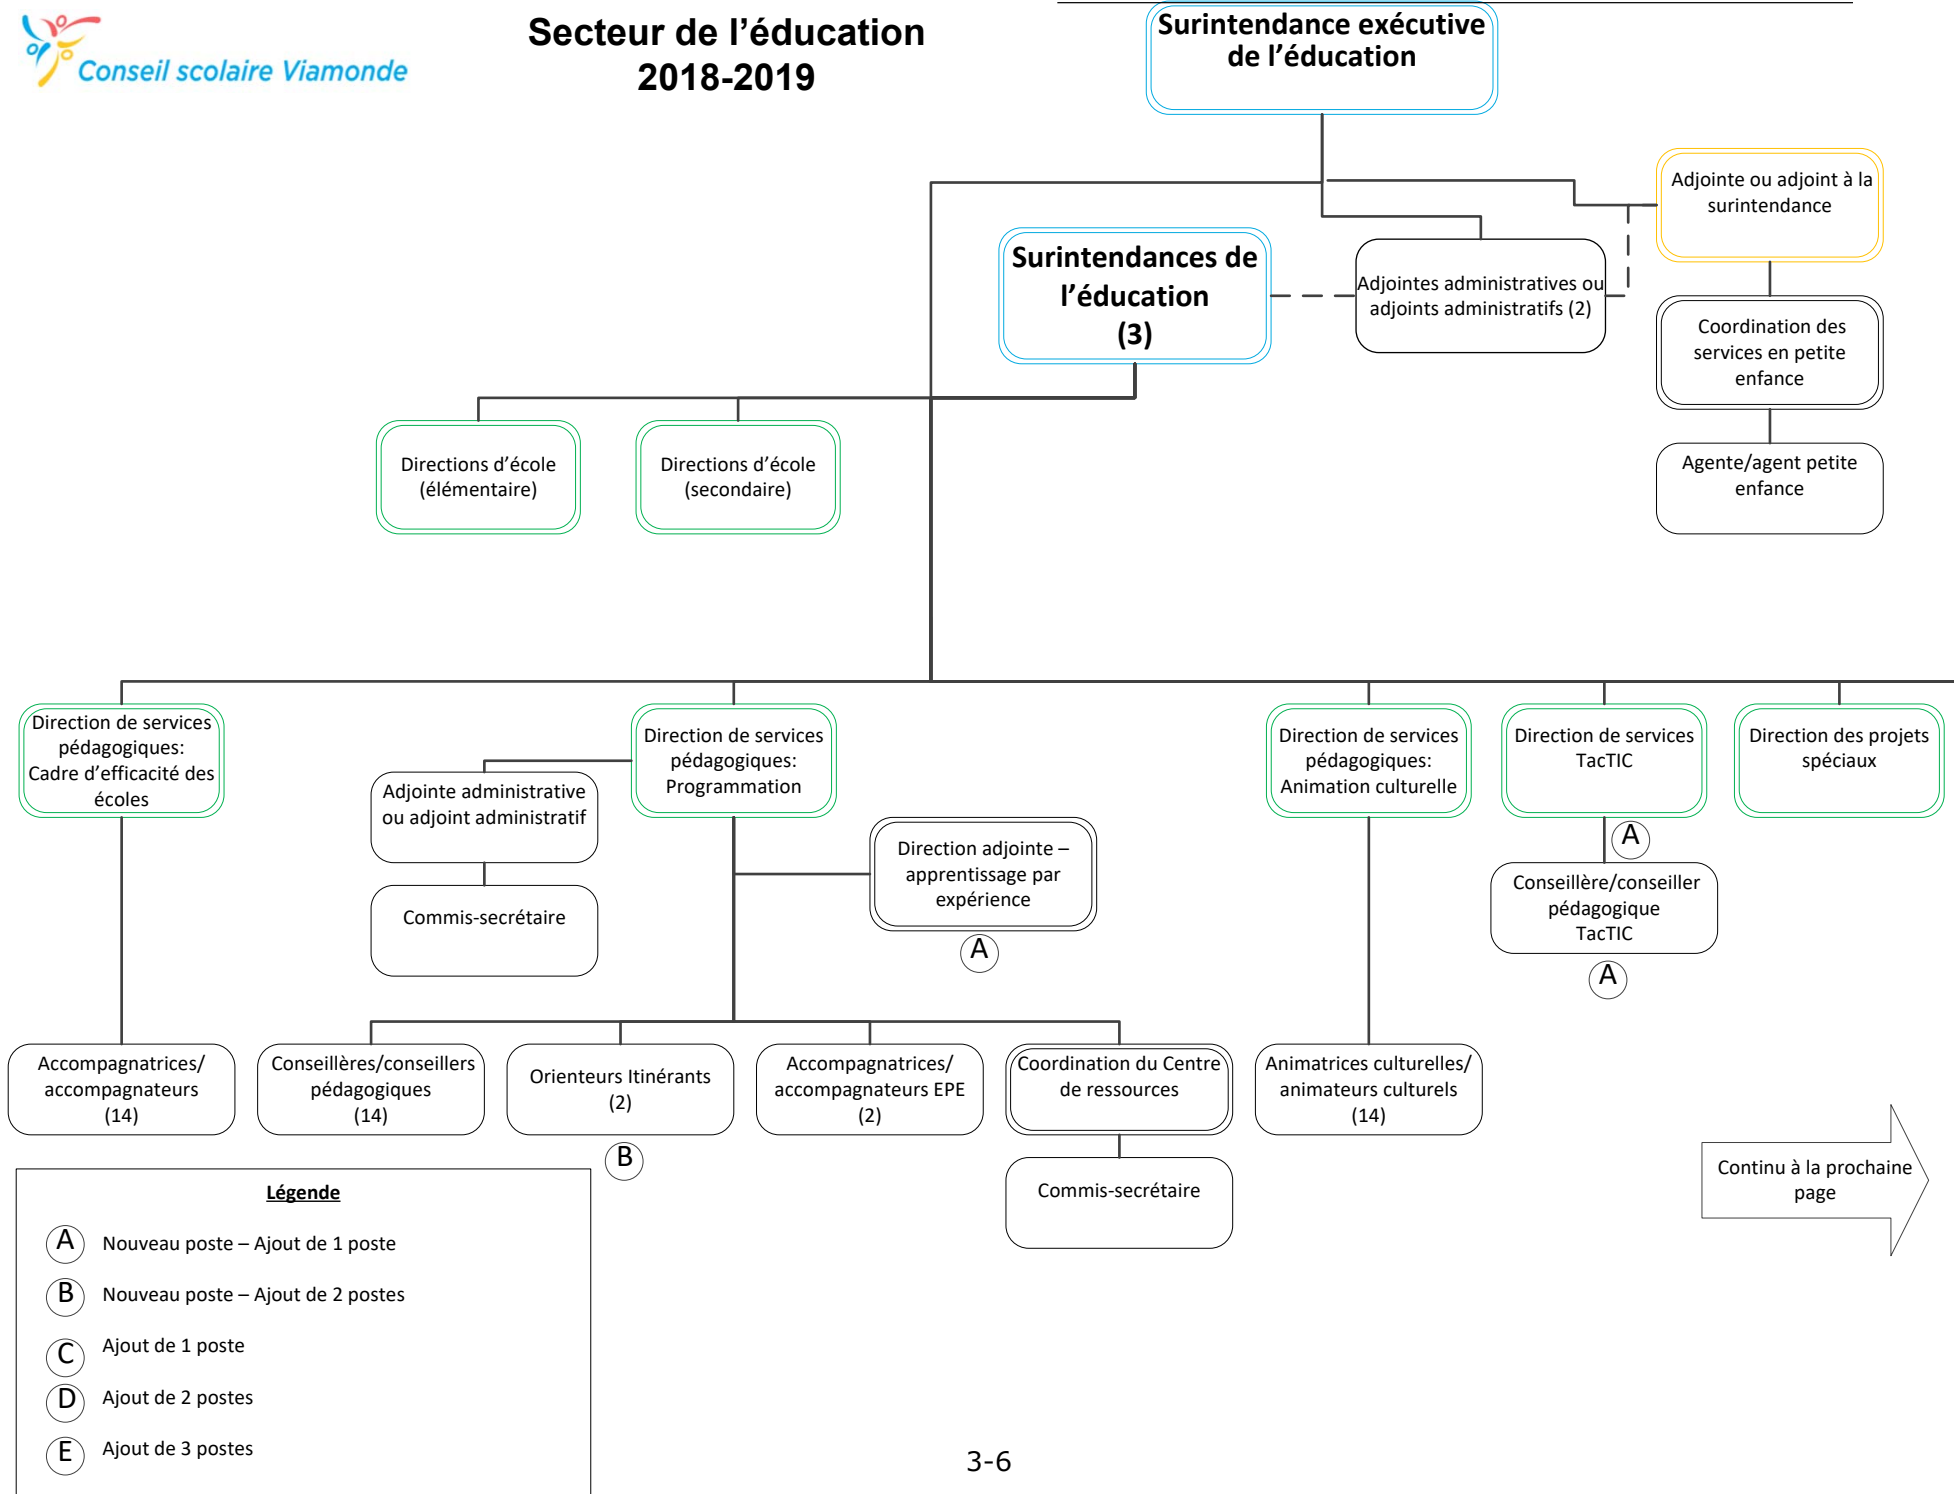 Conseil scolaire Viamonde
Secteur de l’éducation
2018-2019
Surintendance exécutive
de l’éducation
Adjointe ou adjoint à la
surintendance
Surintendances de
l’éducation
(3)
Adjointes administratives ou
adjoints administratifs (2)
Coordination des
services en petite
enfance
Agente/agent petite
enfance
Directions d’école
(élémentaire)
Directions d’école
(secondaire)
Direction de services
pédagogiques:
Cadre d’efficacité des
écoles
Direction de services
pédagogiques:
Programmation
Direction de services
pédagogiques:
Animation culturelle
Direction de services
TacTIC
Direction des projets
spéciaux
Adjointe administrative
ou adjoint administratif
Commis-secrétaire
Direction adjointe –
apprentissage par
expérience
A
A
Conseillère/conseiller
pédagogique
TacTIC
A
Accompagnatrices/
accompagnateurs
(14)
Conseillères/conseillers
pédagogiques
(14)
Orienteurs Itinérants
(2)
B
Accompagnatrices/
accompagnateurs EPE
(2)
Coordination du Centre
de ressources
Commis-secrétaire
Animatrices culturelles/
animateurs culturels
(14)
Continu à la prochaine
page
Légende
A Nouveau poste – Ajout de 1 poste
B Nouveau poste – Ajout de 2 postes
C Ajout de 1 poste
D Ajout de 2 postes
E Ajout de 3 postes
3-6